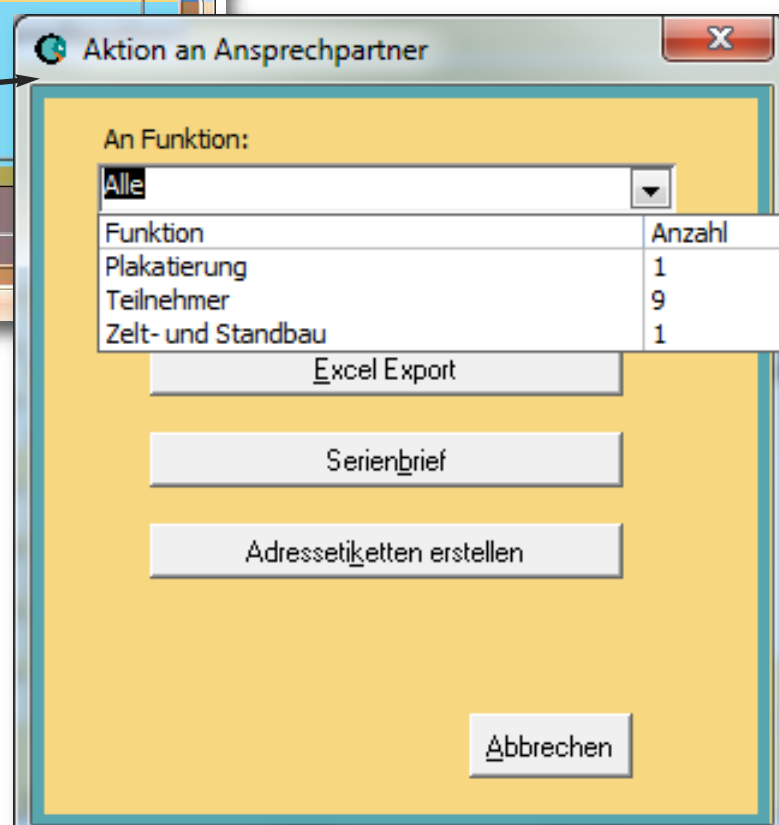 Aktion an Ansprechpartner
An Funktion:
Alle
Funktion Anzahl
Plakatierung 1
Teilnehmer 9
Zelt- und Standbau 1
Excel Export
Serienbrief
Adressetiketten erstellen
Abbrechen